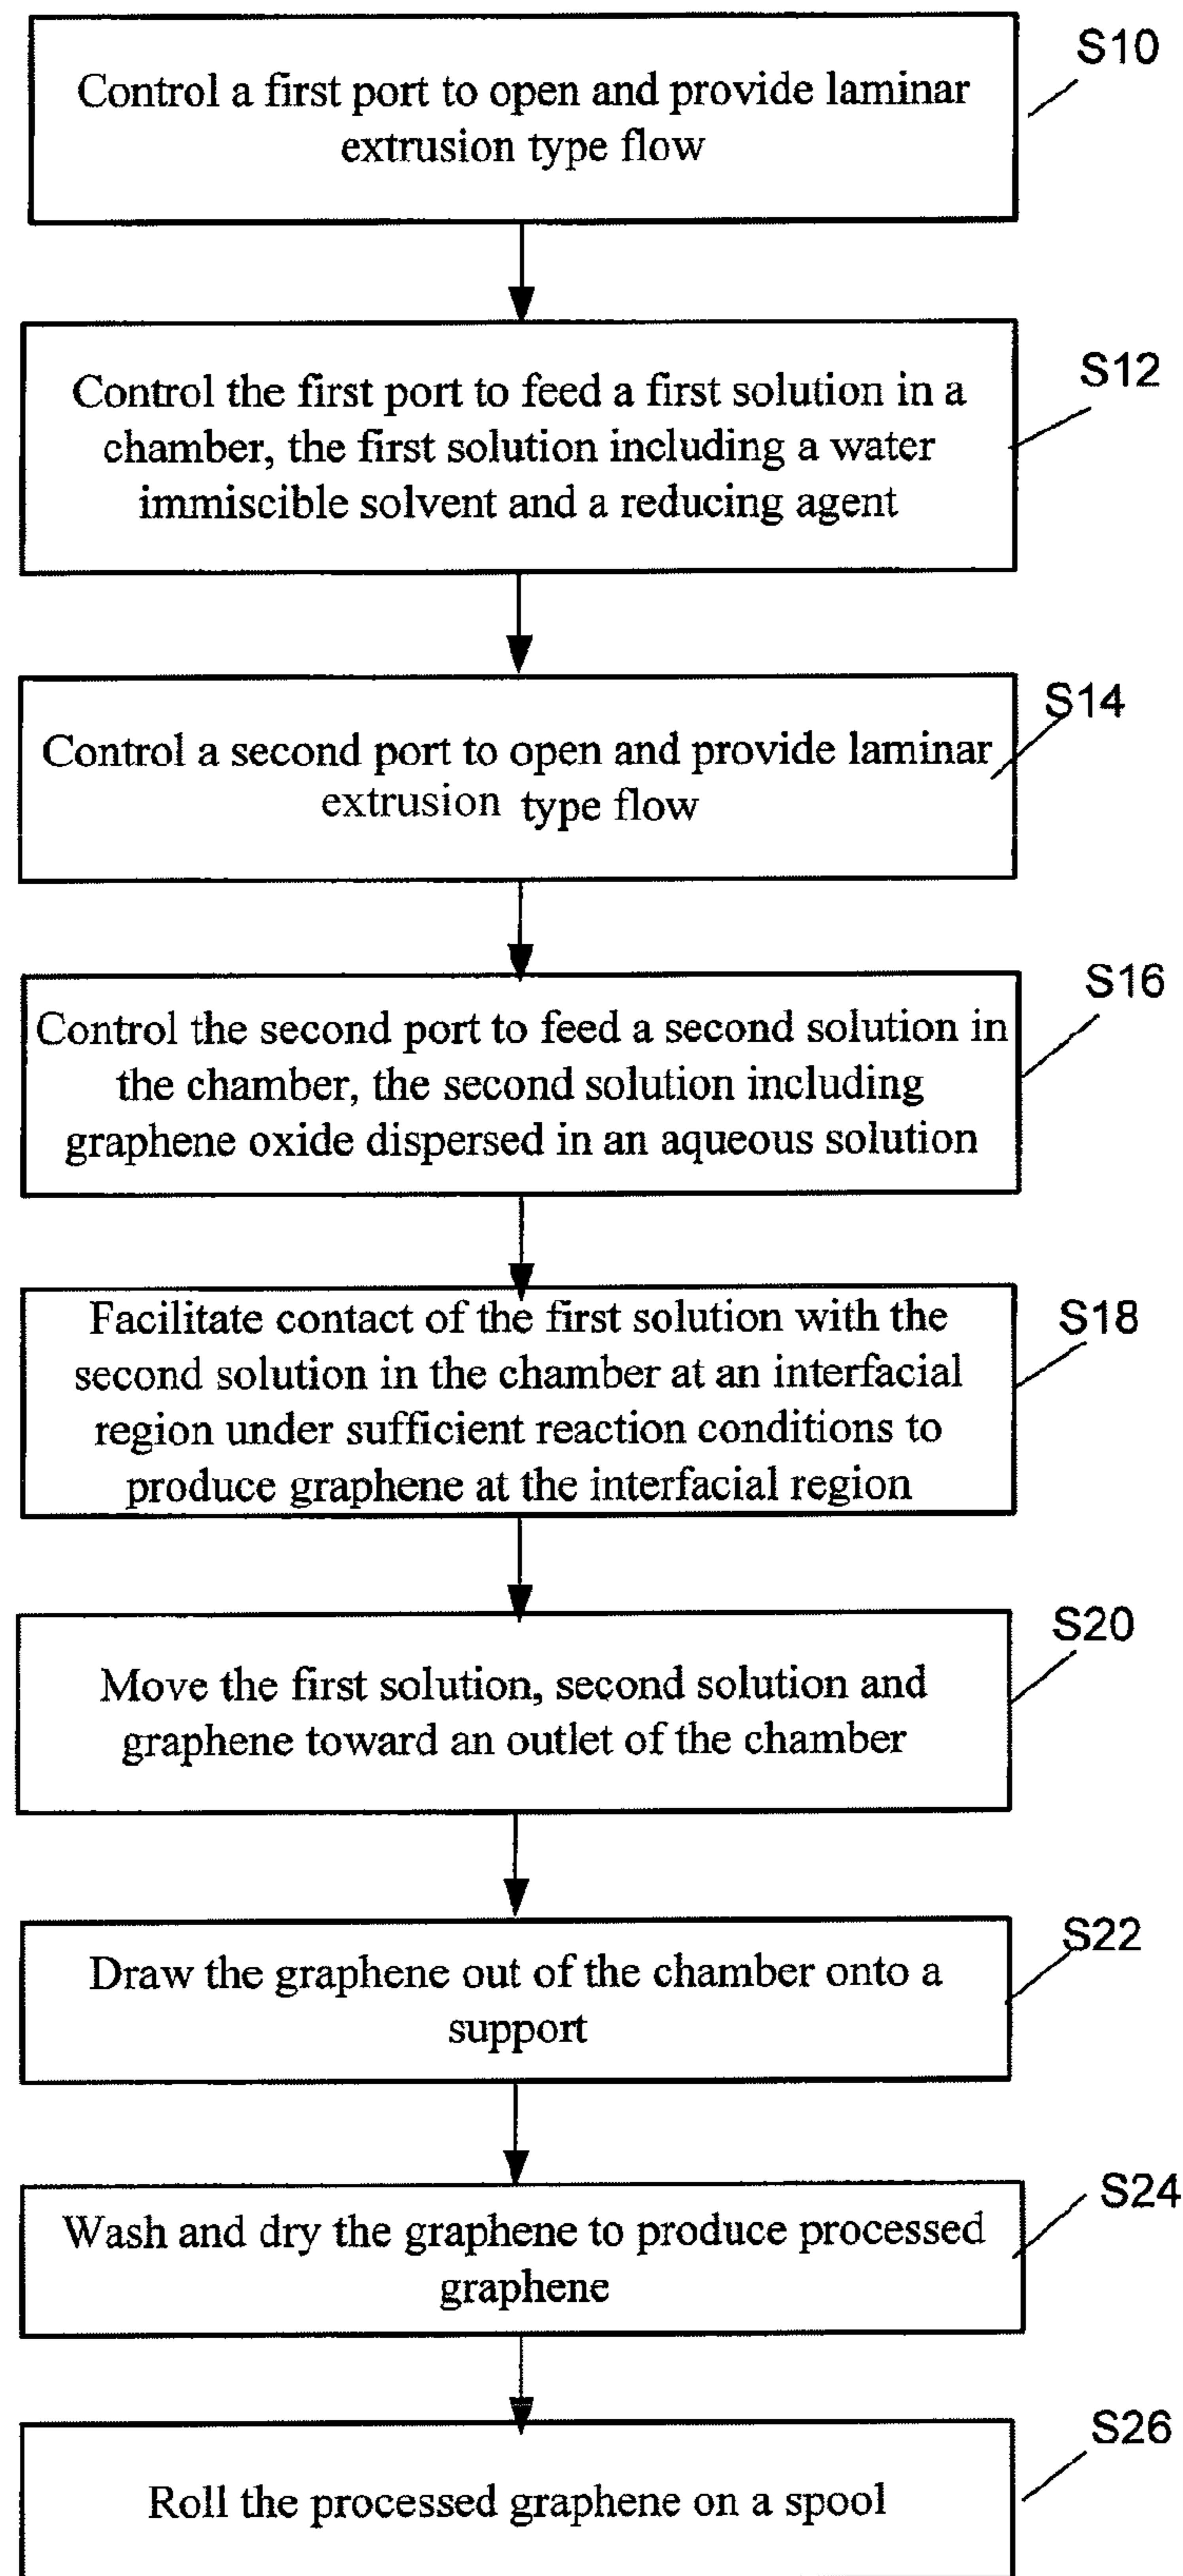 S10
Control a first port to open and provide laminar
extrusion type flow
S12
Control the first port to feed a first solution in a
chamber, the first solution including a water
immiscible solvent and a reducing agent
S14
Control a second port to open and provide laminar
extrusion type flow
S16
Control the second port to feed a second solution in
the chamber, the second solution including
graphene oxide dispersed in an aqueous solution
S18
Facilitate contact of the first solution with the
second solution in the chamber at an interfacial
region under sufficient reaction conditions to
produce graphene at the interfacial region
S20
Move the first solution, second solution and
graphene toward an outlet of the chamber
S22
Draw the graphene out of the chamber onto a
support
S24
Wash and dry the graphene to produce processed
graphene
S26
Roll the processed graphene on a spool